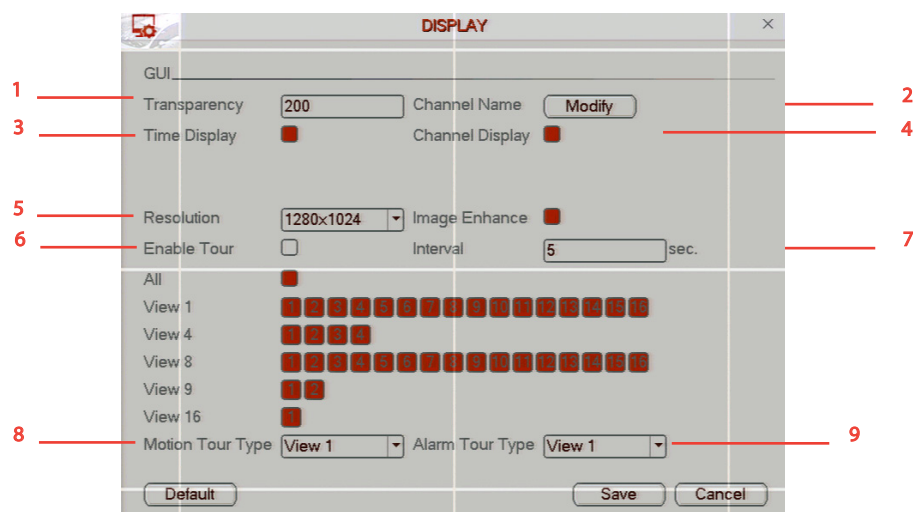 DISPLAY
GUI
1 Transparency 200 Channel Name Modify 2
3 Time Display Channel Display 4
5 Resolution 1280x1024 Image Enhance
6 Enable Tour Interval 5 sec. 7
All
View 1 1 2 3 4 5 6 7 8 9 10 11 12 13 14 15 16
View 4 1 2 3 4
View 8 1 2 3 4 5 6 7 8 9 10 11 12 13 14 15 16
View 9 1 2
View 16 1
8 Motion Tour Type View 1 Alarm Tour Type View 1 9
Default Save Cancel